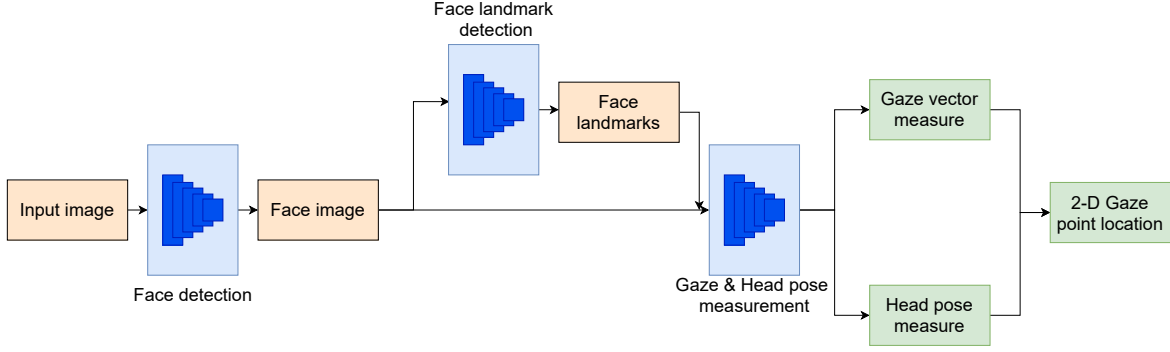 Face landmark
detection
Face
landmarks
Gaze vector
measure
Input image
Face image
2-D Gaze
point location
Face detection
Gaze & Head pose
measurement
Head pose
measure